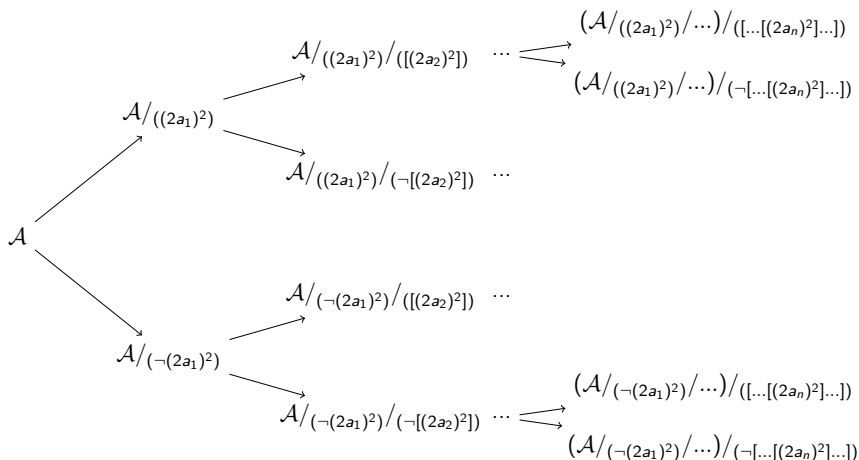 (𝒜/((2a₁)²)/...)/([...[(2aₙ)²]...])
𝒜/((2a₁)²)/([(2a₂)²]) ...
(𝒜/((2a₁)²)/...)/(¬[...[(2aₙ)²]...])
𝒜/((2a₁)²)
𝒜/((2a₁)²)/(¬[(2a₂)²]) ...
𝒜
𝒜/(¬(2a₁)²)/([(2a₂)²]) ...
𝒜/(¬(2a₁)²)
(𝒜/(¬(2a₁)²)/...)/([...[(2aₙ)²]...])
𝒜/(¬(2a₁)²)/(¬[(2a₂)²]) ...
(𝒜/(¬(2a₁)²)/...)/(¬[...[(2aₙ)²]...])